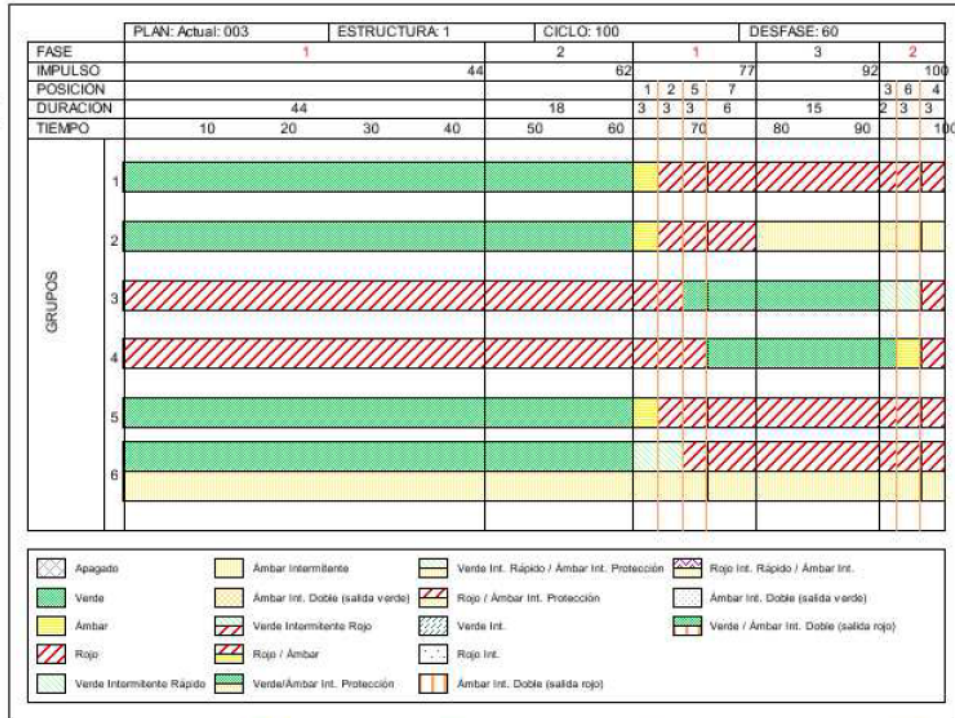 PLAN: Actual: 003 ESTRUCTURA: 1 CICLO: 100 DESFASE: 60
FASE 1 2 1 3 2
IMPULSO 44 62 77 92 100
POSICIÓN 1 2 5 7 3 6 4
DURACIÓN 44 18 3 3 3 6 15 2 3 3
TIEMPO 10 20 30 40 50 60 70 80 90 100
GRUPOS
1
2
3
4
5
6
Apagado Ámbar Intermitente Verde Int. Rápido / Ámbar Int. Protección Rojo Int. Rápido / Ámbar Int.
Verde Ámbar Int. Doble (salida verde) Rojo / Ámbar Int. Protección Ámbar Int. Doble (salida verde)
Ámbar Verde Intermitente Rojo Verde Int. Verde / Ámbar Int. Doble (salida rojo)
Rojo Rojo / Ámbar Rojo Int.
Verde Intermitente Rápido Verde/Ámbar Int. Protección Ámbar Int. Doble (salida rojo)